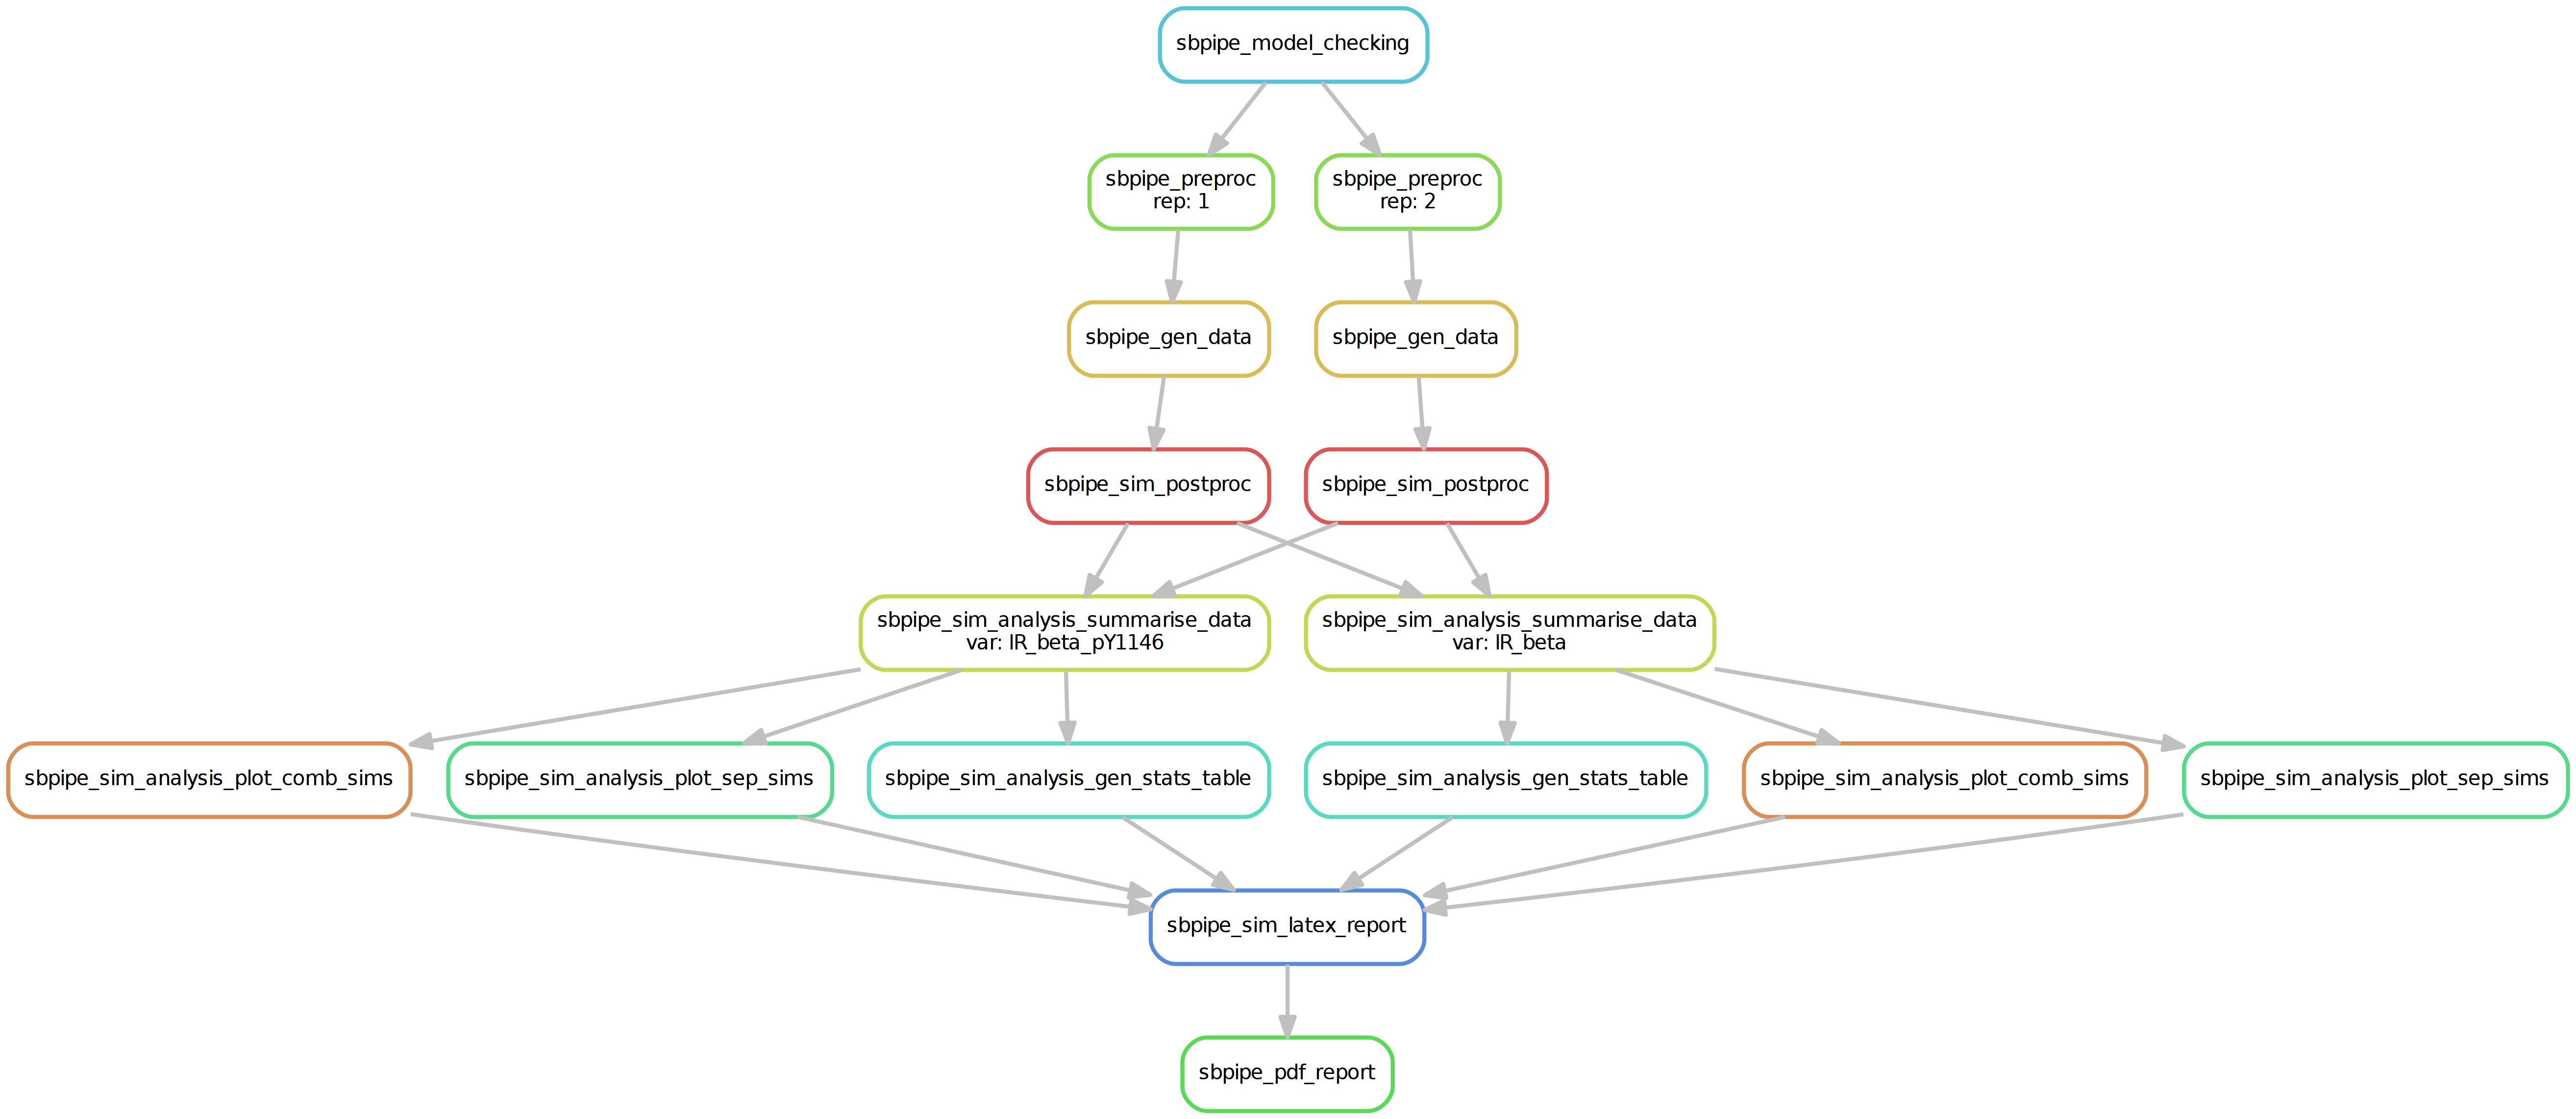 sbpipe_model_checking
sbpipe_preproc
rep: 1
sbpipe_preproc
rep: 2
sbpipe_gen_data
sbpipe_gen_data
sbpipe_sim_postproc
sbpipe_sim_postproc
sbpipe_sim_analysis_summarise_data
var: IR_beta_pY1146
sbpipe_sim_analysis_summarise_data
var: IR_beta
sbpipe_sim_analysis_plot_comb_sims
sbpipe_sim_analysis_plot_sep_sims
sbpipe_sim_analysis_gen_stats_table
sbpipe_sim_analysis_gen_stats_table
sbpipe_sim_analysis_plot_comb_sims
sbpipe_sim_analysis_plot_sep_sims
sbpipe_sim_latex_report
sbpipe_pdf_report